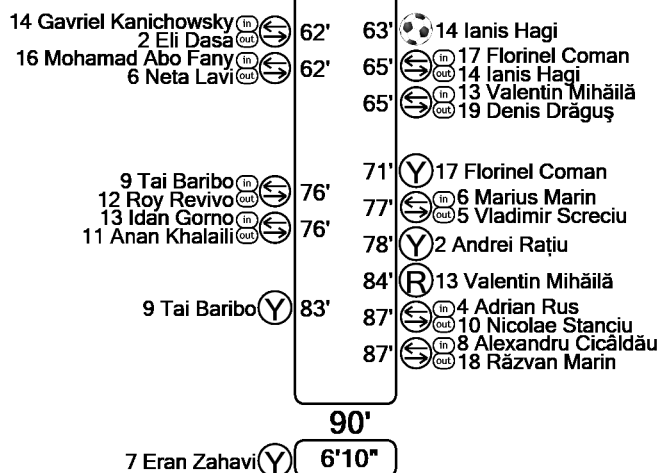 14 Gavriel Kanichowsky in 62'
2 Eli Dasa out
63' 14 Ianis Hagi
16 Mohamad Abo Fany in 62'
6 Neta Lavi out
65' in 17 Florinel Coman
out 14 Ianis Hagi
65' in 13 Valentin Mihăilă
out 19 Denis Drăguş
71' Y 17 Florinel Coman
9 Tai Baribo in 76'
12 Roy Revivo out
77' in 6 Marius Marin
out 5 Vladimir Screciu
13 Idan Gorno in 76'
11 Anan Khalaili out
78' Y 2 Andrei Rațiu
84' R 13 Valentin Mihăilă
9 Tai Baribo Y 83'
87' in 4 Adrian Rus
out 10 Nicolae Stanciu
87' in 8 Alexandru Cicâldău
out 18 Răzvan Marin
90'
7 Eran Zahavi Y 6'10"